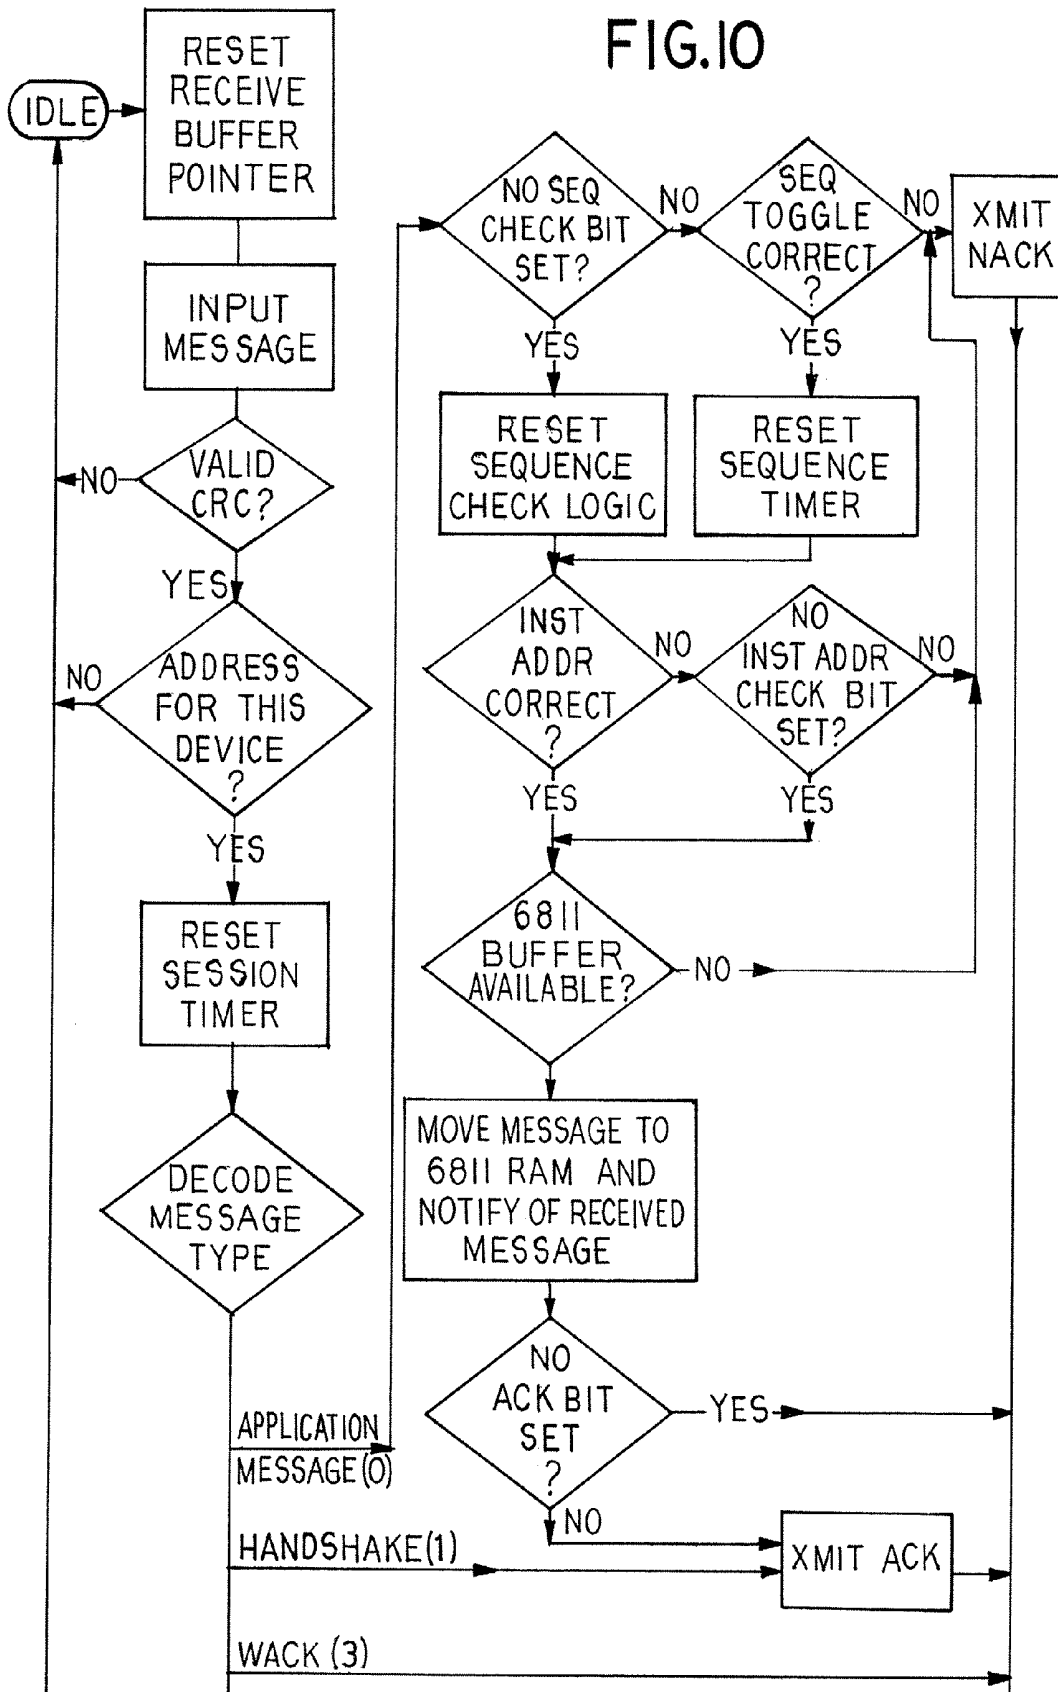 FIG.10
IDLE
RESET
RECEIVE
BUFFER
POINTER
INPUT
MESSAGE
VALID
CRC?
NO
YES
ADDRESS
FOR THIS
DEVICE
?
NO
YES
RESET
SESSION
TIMER
DECODE
MESSAGE
TYPE
APPLICATION
MESSAGE(0)
HANDSHAKE(1)
WACK (3)
NO SEQ
CHECK BIT
SET?
NO
YES
SEQ
TOGGLE
CORRECT
?
NO
YES
XMIT
NACK
RESET
SEQUENCE
CHECK LOGIC
RESET
SEQUENCE
TIMER
INST
ADDR
CORRECT
?
NO
YES
NO
INST ADDR
CHECK BIT
SET?
NO
YES
6811
BUFFER
AVAILABLE?
NO
MOVE MESSAGE TO
6811 RAM AND
NOTIFY OF RECEIVED
MESSAGE
NO
ACK BIT
SET
?
YES
NO
XMIT ACK